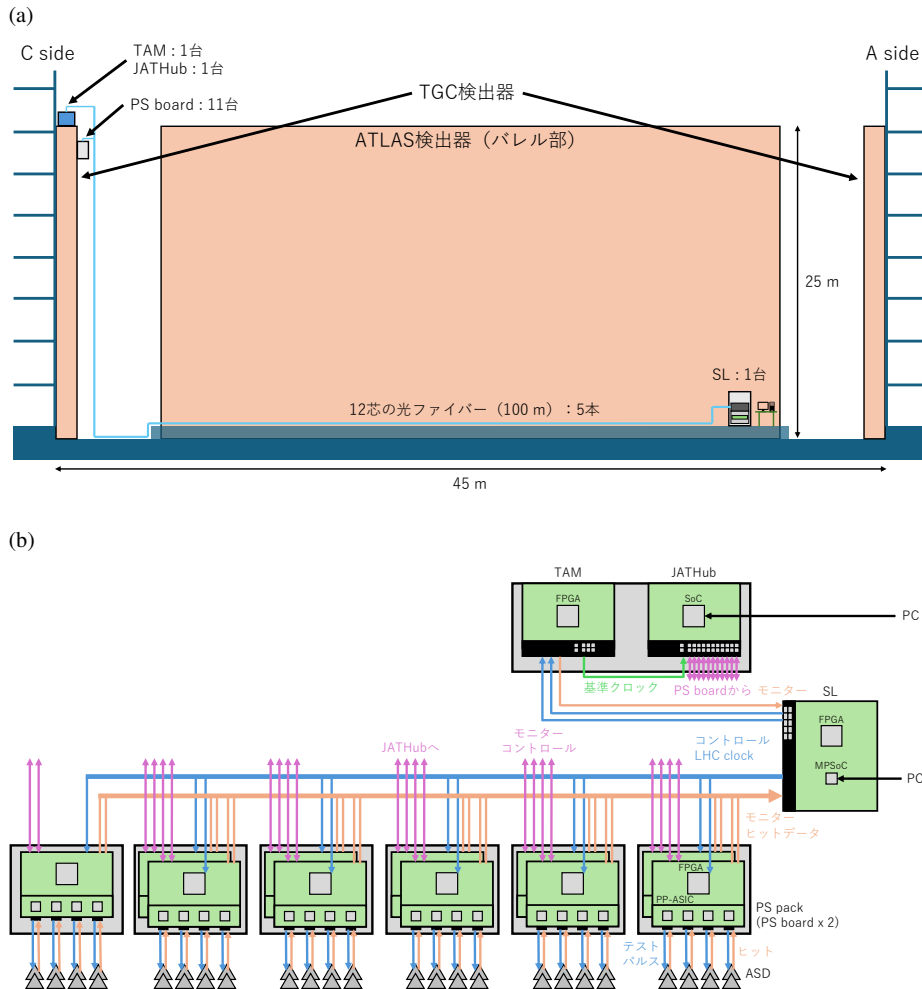 (a)
C side
A side
TAM : 1台
JATHub : 1台
PS board : 11台
TGC検出器
ATLAS検出器（バレル部）
25 m
SL : 1台
12芯の光ファイバー（100 m）：5本
45 m
(b)
TAM
JATHub
FPGA
SoC
PC
基準クロック
PS boardから
モニター
SL
FPGA
コントロール
LHC clock
MPSoC
PC
JATHubへ
モニター
コントロール
モニター
ヒットデータ
FPGA
PP-ASIC
PS pack
(PS board x 2)
テスト
パルス
ヒット
ASD